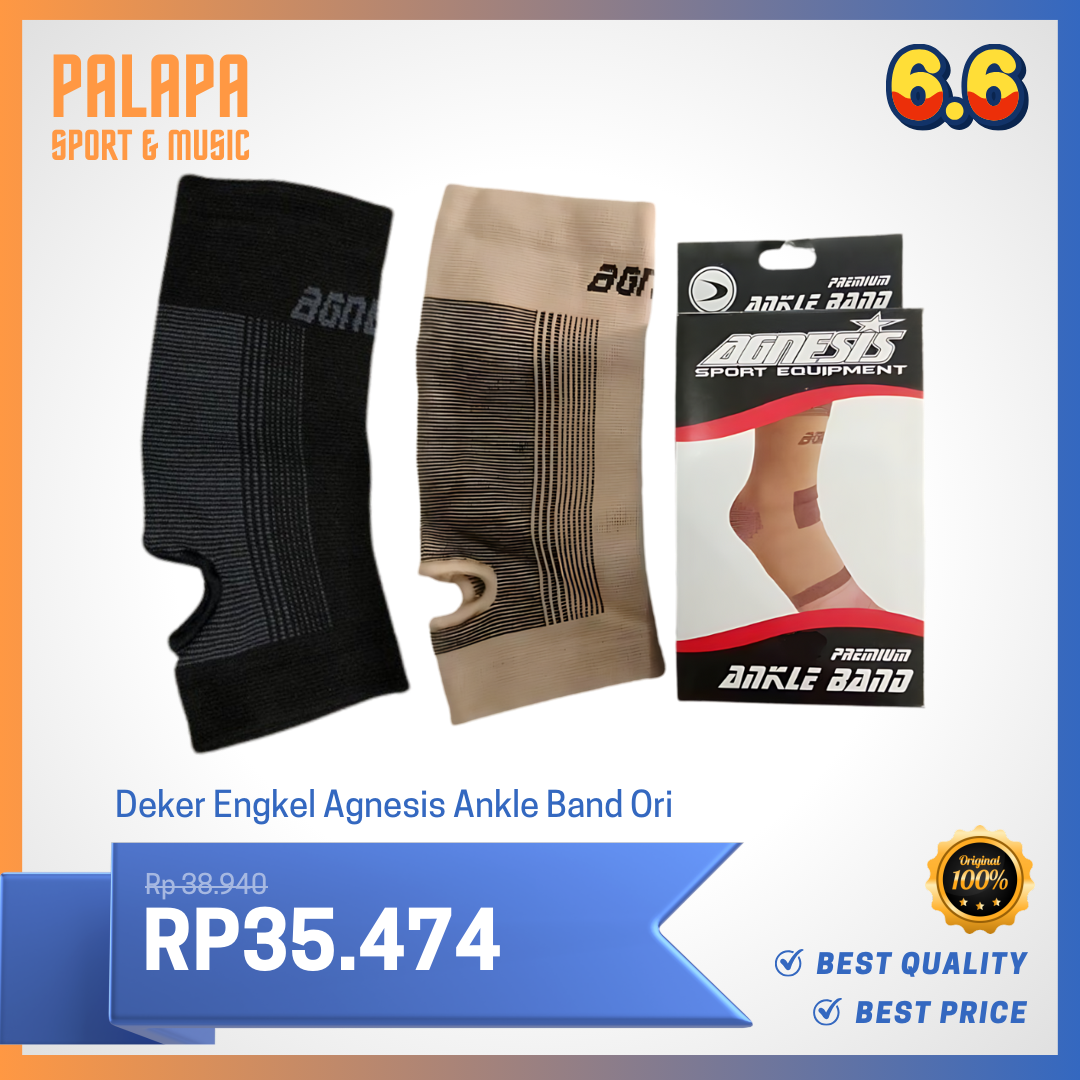 PALAPA
SPORT & MUSIC
6.6
AGNE
AGN
PREMIUM
ANKLE BAND
AGNESIS
SPORT EQUIPMENT
PREMIUM
ANKLE BAND
Deker Engkel Agnesis Ankle Band Ori
Rp 38.940
RP35.474
Original
100%
BEST QUALITY
BEST PRICE